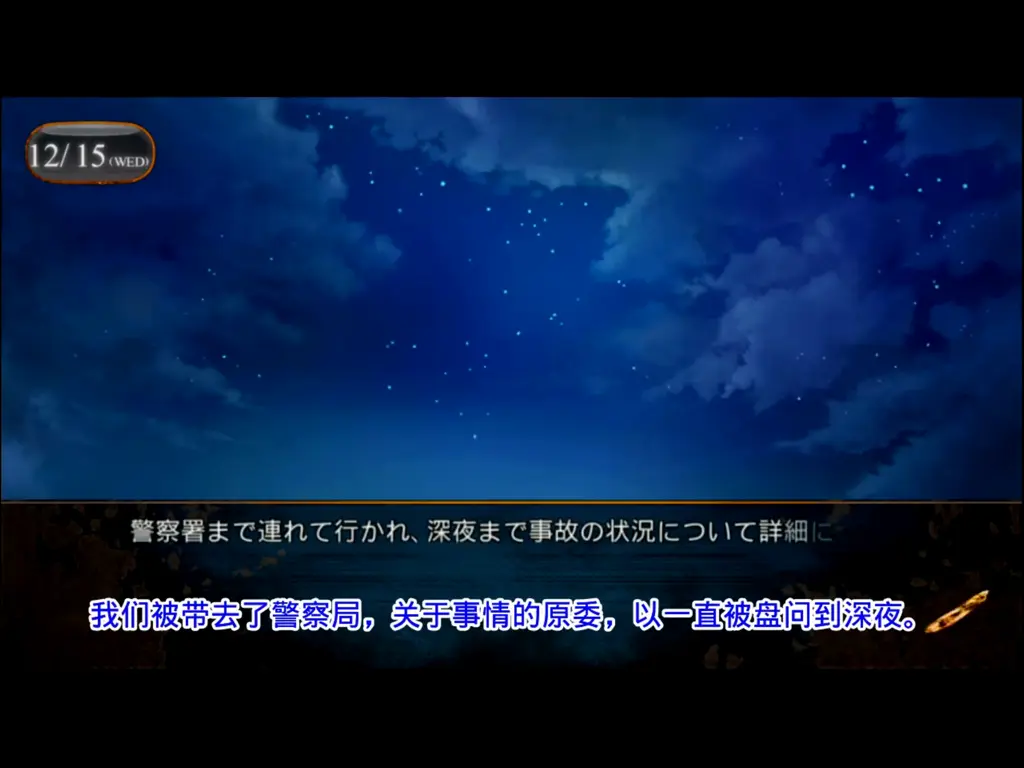 12/15(WED)
警察署まで連れて行かれ、深夜まで事故の状況について詳細に
我们被带去了警察局，关于事情的原委，以一直被盘问到深夜。